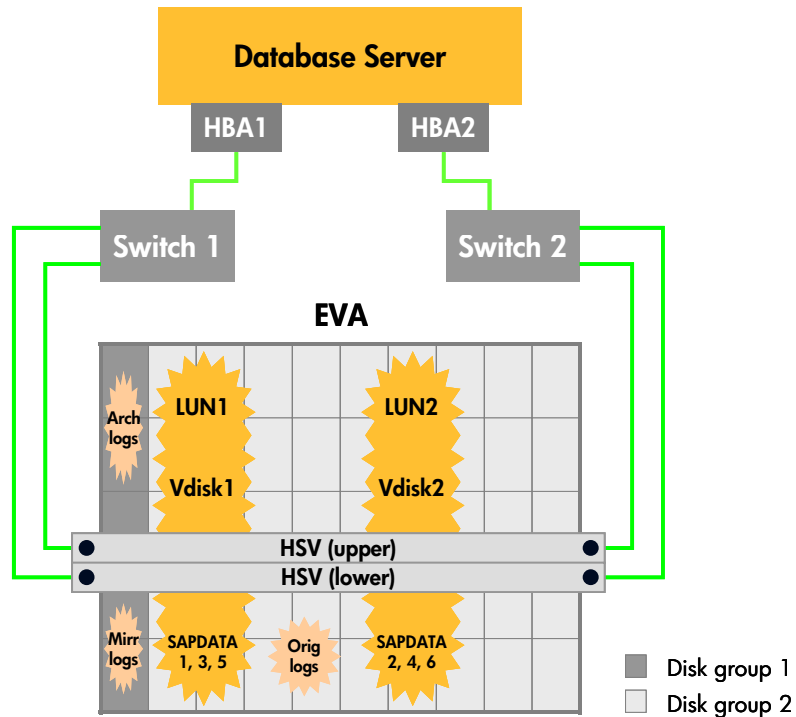 Database Server
HBA1
HBA2
Switch 1
Switch 2
EVA
Arch
logs
LUN1
LUN2
Vdisk1
Vdisk2
HSV (upper)
HSV (lower)
Mirr
logs
SAPDATA
1, 3, 5
Orig
logs
SAPDATA
2, 4, 6
Disk group 1
Disk group 2